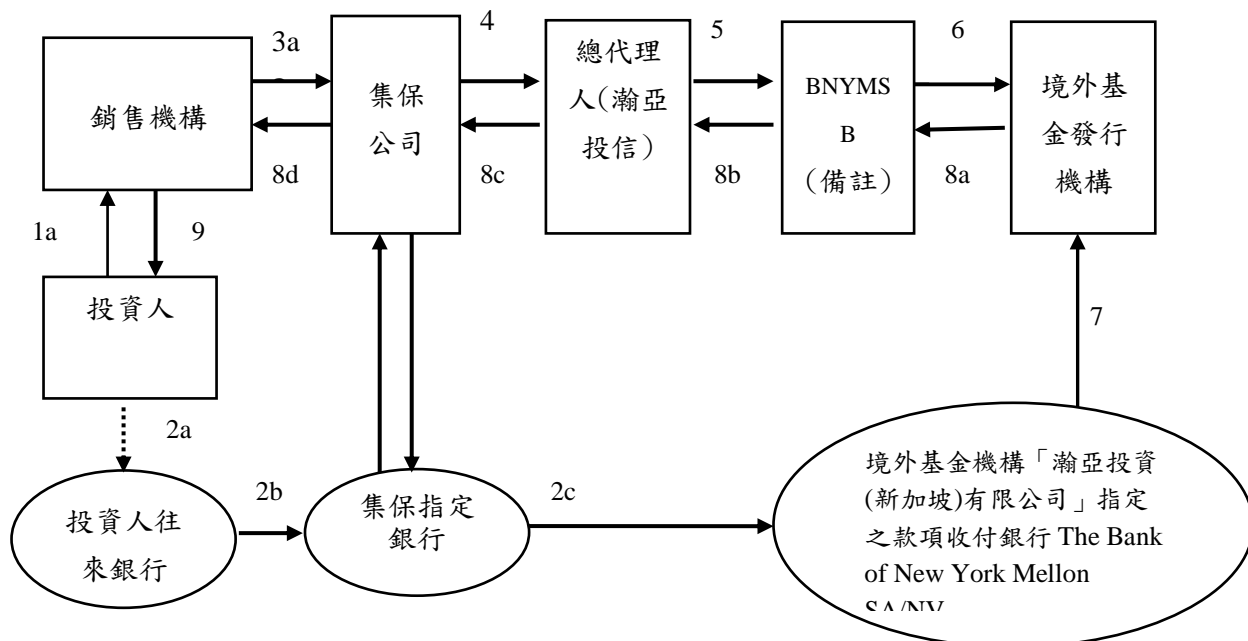 3a
4
5
6
銷售機構
集保
公司
總代理
人(瀚亞
投信)
BNYMS
B
(備註)
境外基
金發行
機構
8d
8c
8b
8a
1a
9
投資人
7
2a
投資人往
來銀行
2b
集保指定
銀行
2c
境外基金機構「瀚亞投資
(新加坡)有限公司」指定
之款項收付銀行 The Bank
of New York Mellon
SA/NV